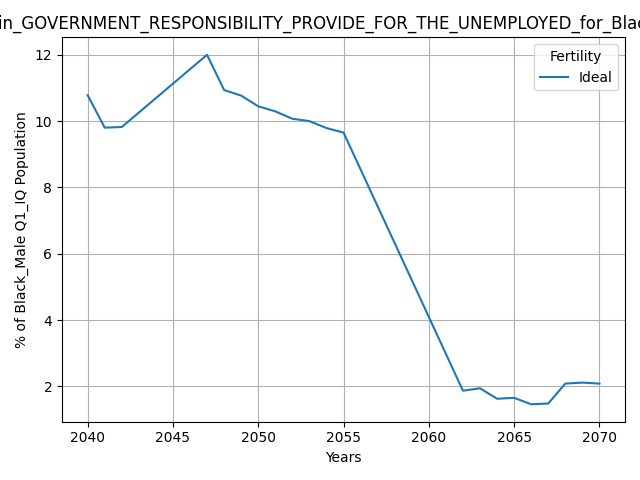 in_GOVERNMENT_RESPONSIBILITY_PROVIDE_FOR_THE_UNEMPLOYED_for_Blac
Fertility
Ideal
% of Black_Male Q1_IQ Population
12
10
8
6
4
2
2040 2045 2050 2055 2060 2065 2070
Years